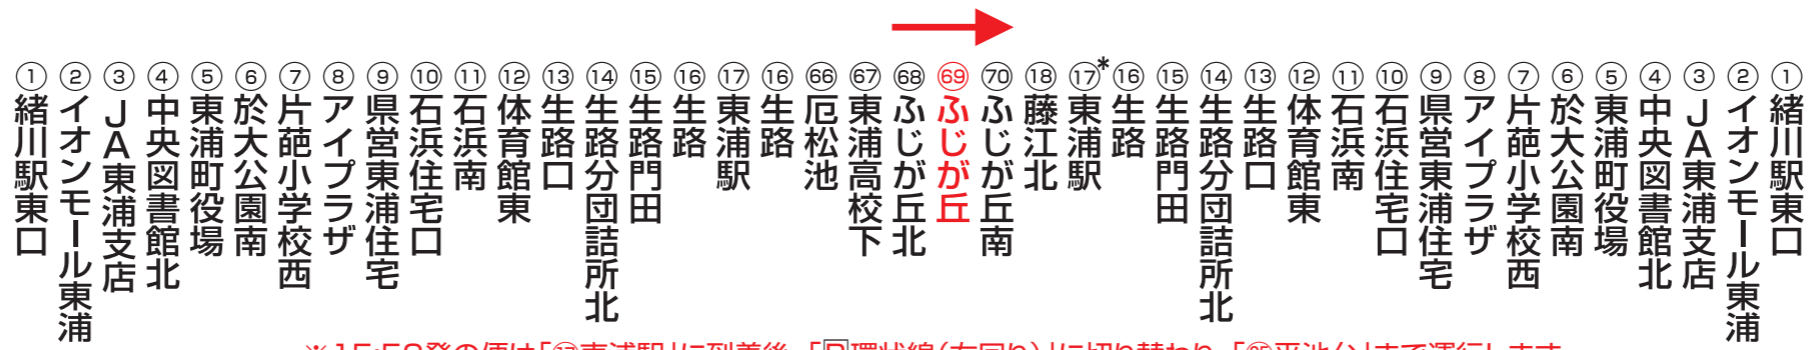 ①緒川駅東口
②イオンモール東浦
③JA東浦支店
④中央図書館北
⑤東浦町役場
⑥於大公園南
⑦片葩小学校西
⑧アイプラザ
⑨県営東浦住宅
⑩石浜住宅口
⑪石浜南
⑫体育館東
⑬生路口
⑭生路分団詰所北
⑮生路門田
⑯生路
⑰東浦駅
⑯生路
66厄松池
67東浦高校下
68ふじが丘北
69ふじが丘
70ふじが丘南
⑱藤江北
⑰*東浦駅
⑯生路
⑮生路門田
⑭生路分団詰所北
⑬生路口
⑫体育館東
⑪石浜南
⑩石浜住宅口
⑨県営東浦住宅
⑧アイプラザ
⑦片葩小学校西
⑥於大公園南
⑤東浦町役場
④中央図書館北
③JA東浦支店
②イオンモール東浦
①緒川駅東口